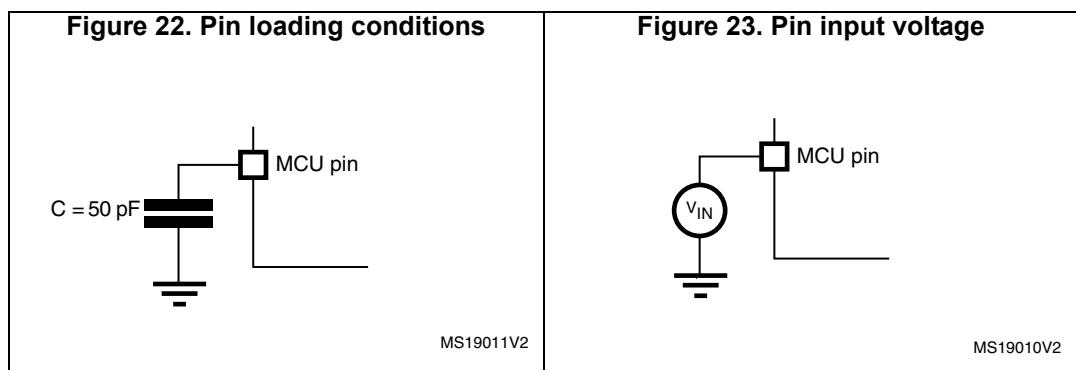 Figure 22. Pin loading conditions
MCU pin
C = 50 pF
MS19011V2
Figure 23. Pin input voltage
MCU pin
VIN
MS19010V2